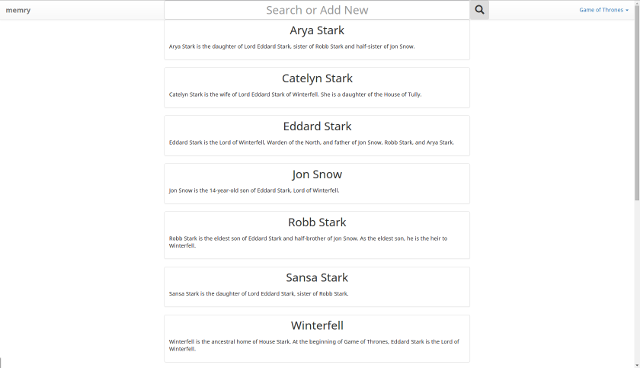 memry
Search or Add New
Game of Thrones
Arya Stark
Arya Stark is the daughter of Lord Eddard Stark, sister of Robb Stark and half-sister of Jon Snow.
Catelyn Stark
Catelyn Stark is the wife of Lord Eddard Stark of Winterfell. She is a daughter of the House of Tully.
Eddard Stark
Eddard Stark is the Lord of Winterfell, Warden of the North, and father of Jon Snow, Robb Stark, and Arya Stark.
Jon Snow
Jon Snow is the 14-year-old son of Eddard Stark, Lord of Winterfell.
Robb Stark
Robb Stark is the eldest son of Eddard Stark and half-brother of Jon Snow. As the eldest son, he is the heir to
Winterfell.
Sansa Stark
Sansa Stark is the daughter of Lord Eddard Stark, sister of Robb Stark.
Winterfell
Winterfell is the ancestral home of House Stark. At the beginning of Game of Thrones, Eddard Stark is the Lord of
Winterfell.